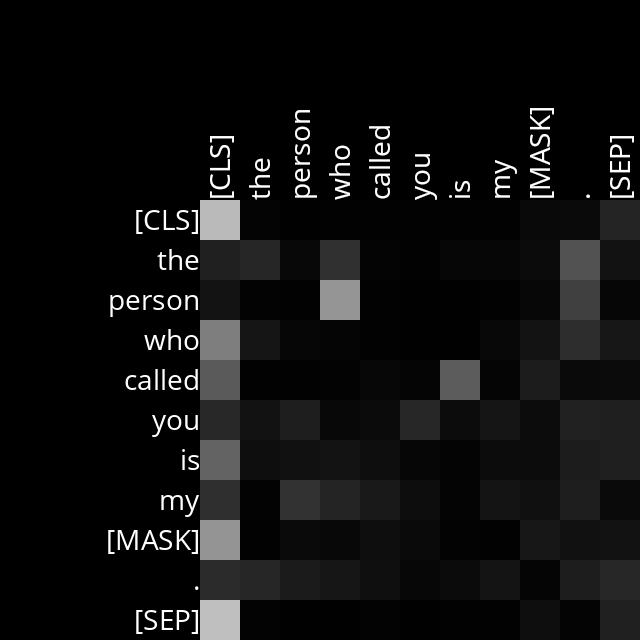 [CLS] the person who called you is my [MASK] . [SEP]
[CLS]
the
person
who
called
you
is
my
[MASK]
.
[SEP]